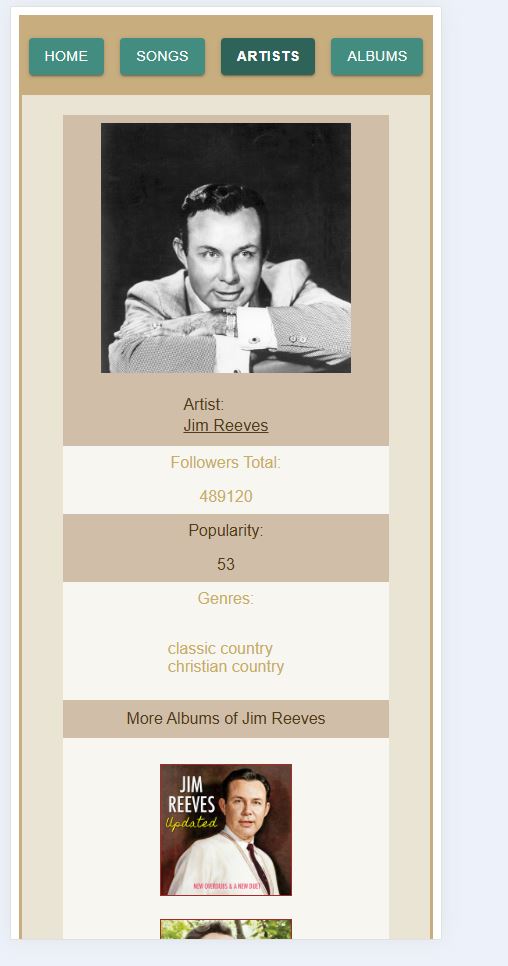 HOME SONGS ARTISTS ALBUMS
Artist:
Jim Reeves
Followers Total:
489120
Popularity:
53
Genres:
classic country
christian country
More Albums of Jim Reeves
JIM
REEVES
Updated
NEW OVERDUBS & A NEW DUET